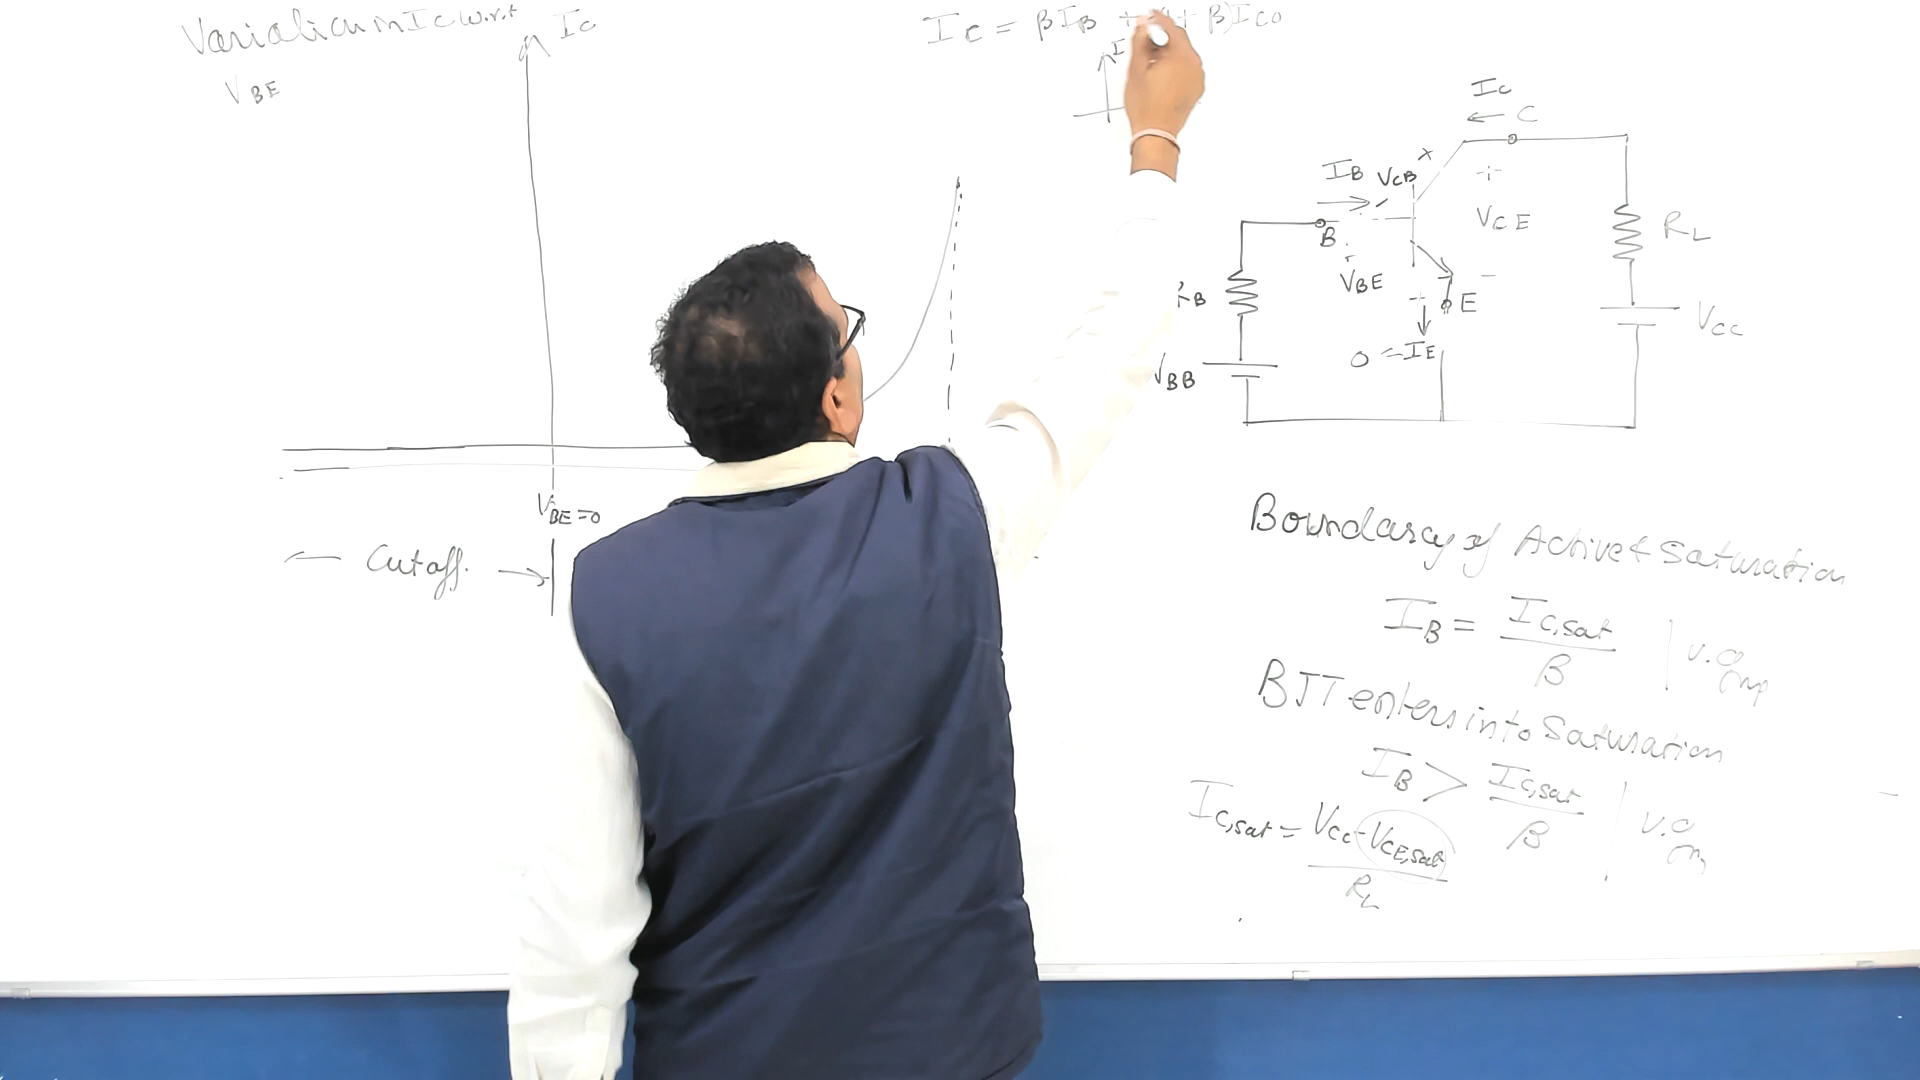 Variation in Ic w.r.t
VBE
Ic
IC = βIB + (1+ β)ICO
I
VBE=0
← Cutoff. →
Ic
← C
IB VCB
+
VCE
-
RL
B
+
VBE
+
E
0 = IE
RB
VBB
VCC
Boundary of Active & Saturation
IB = IC,sat / β
BJT enters into Saturation
IB > IC,sat / β
IC,sat = VCC - VCE,sat / RL